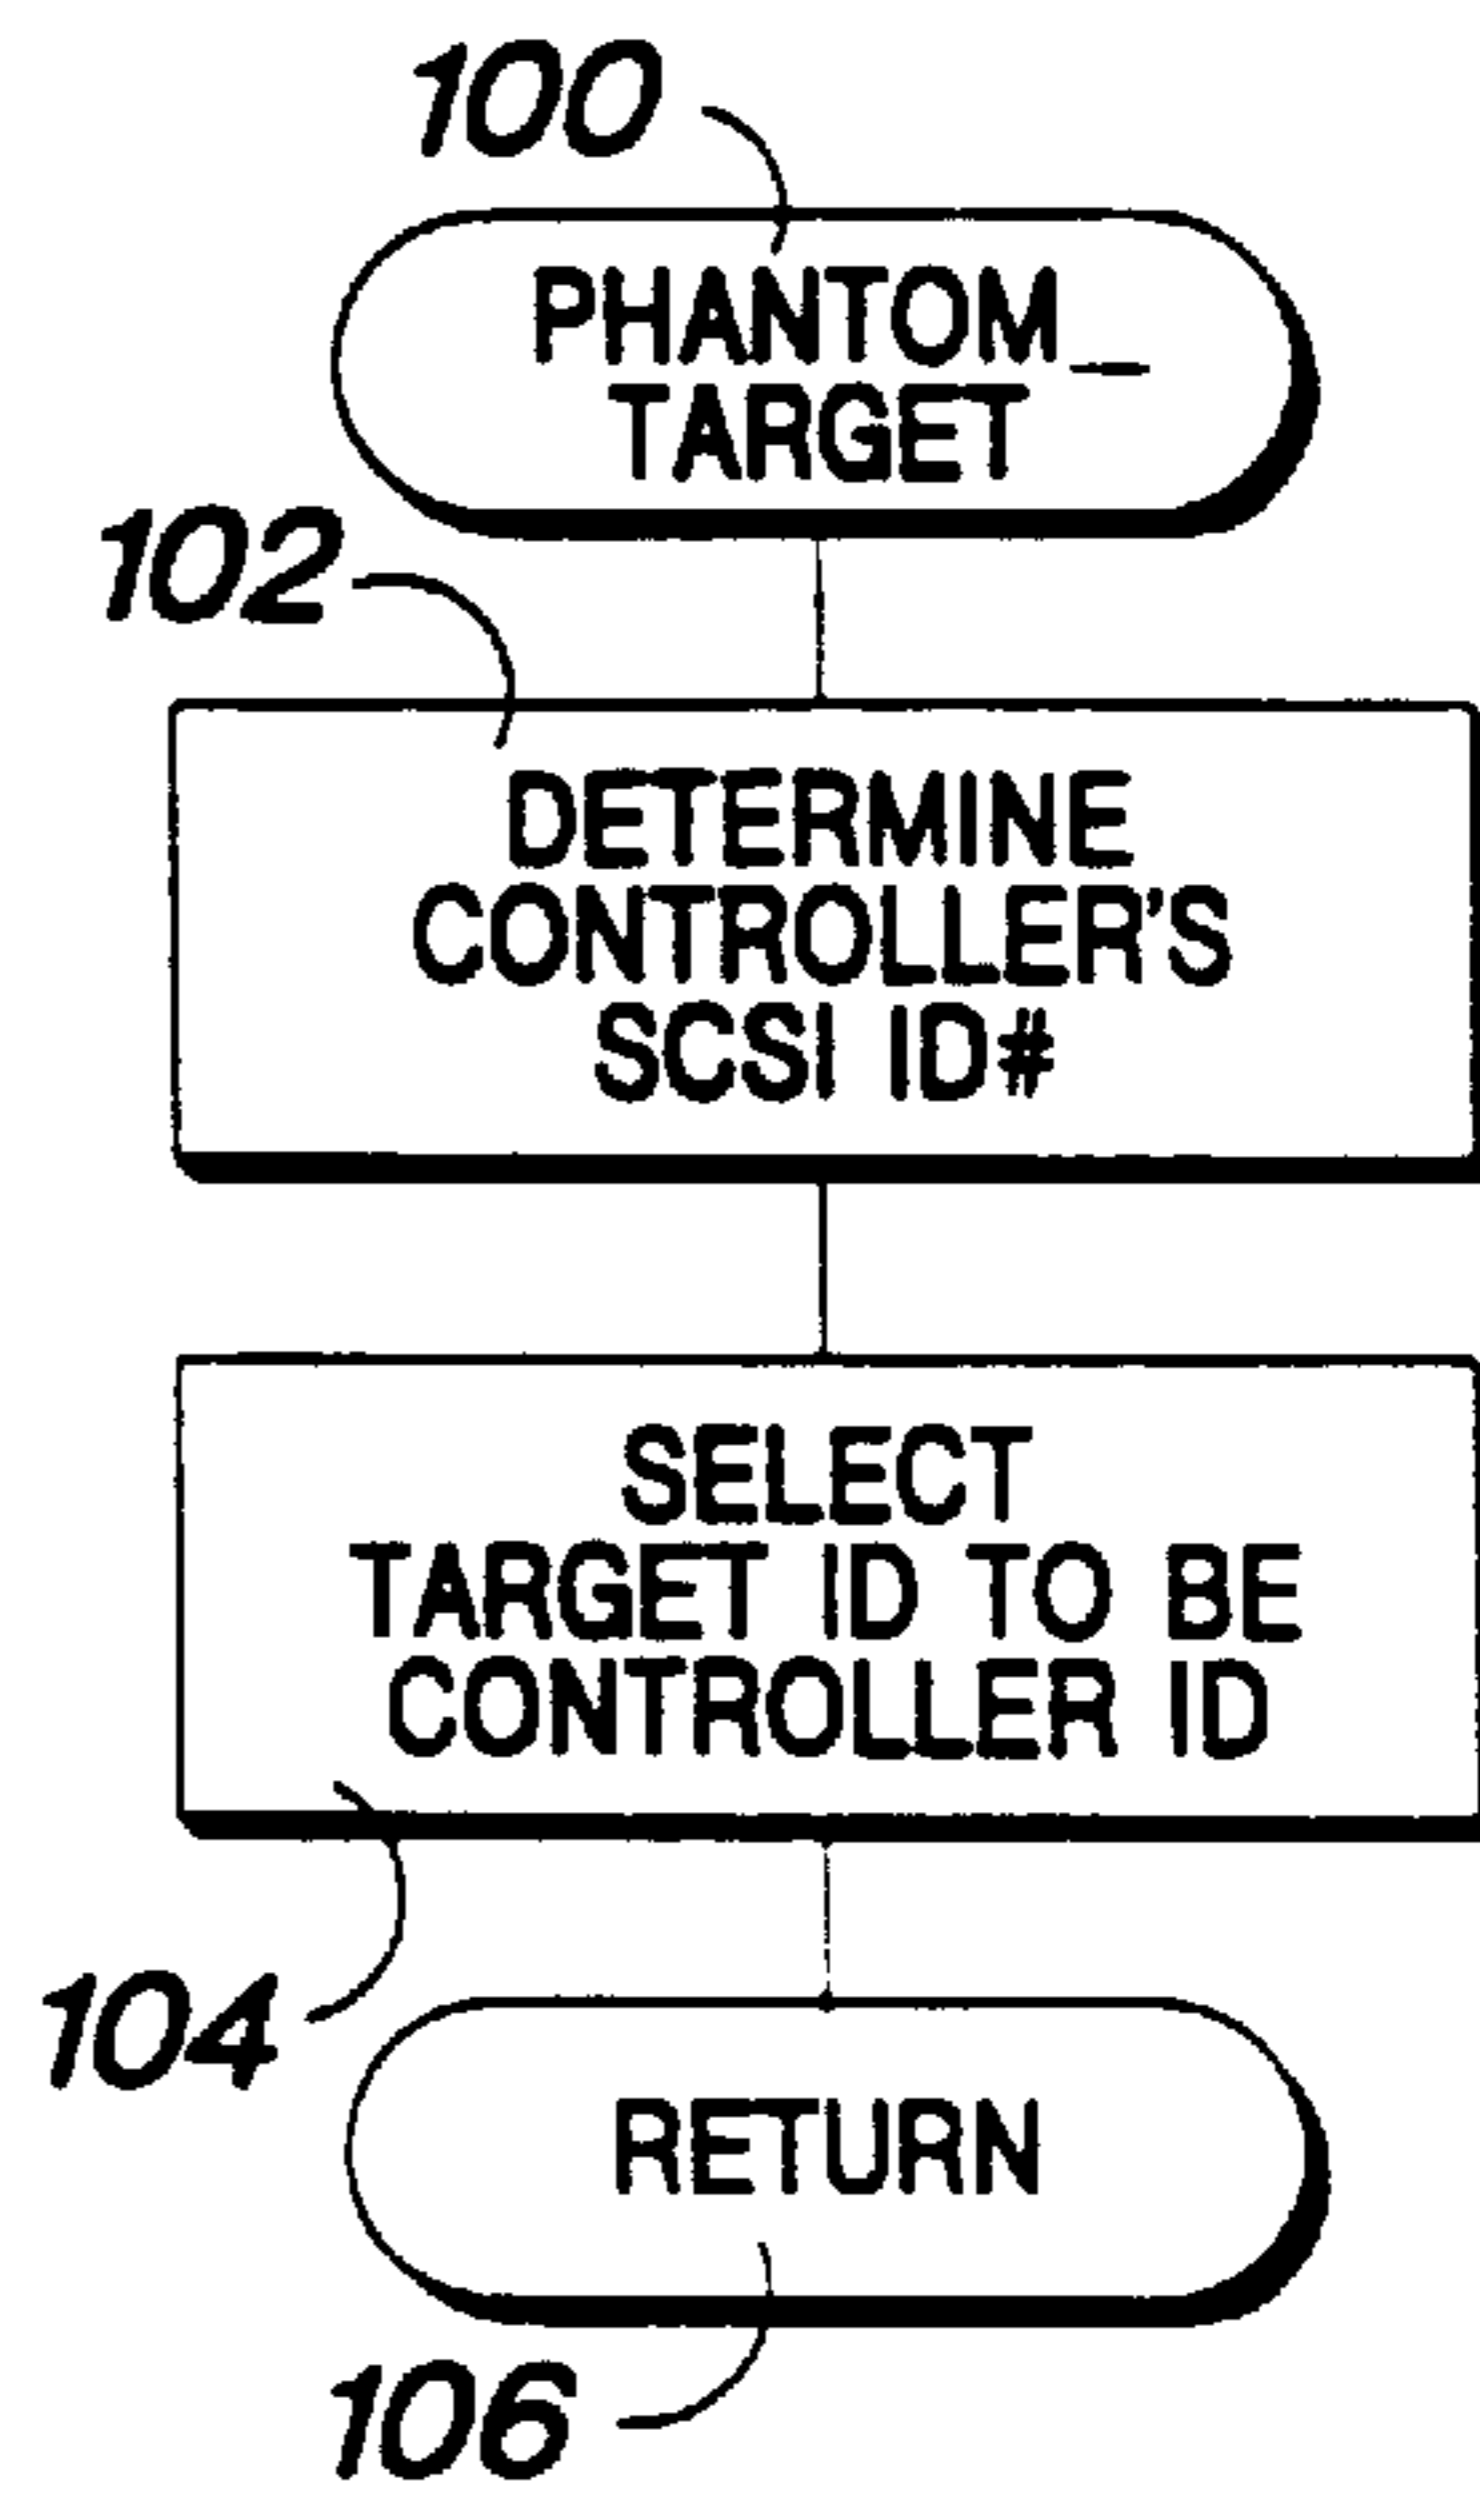 100
PHANTOM_
TARGET
102
DETERMINE
CONTROLLER'S
SCSI ID#
SELECT
TARGET ID TO BE
CONTROLLER ID
104
RETURN
106